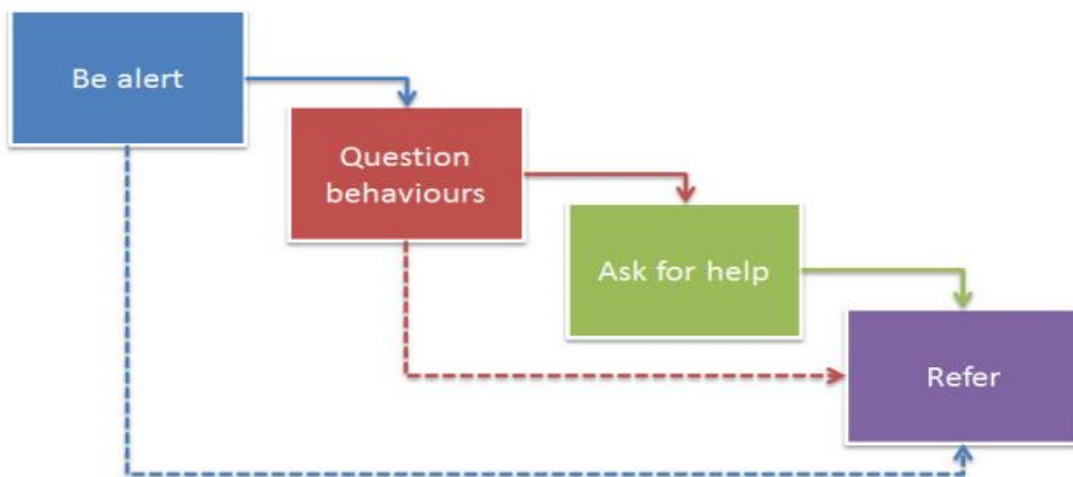 Be alert
Question
behaviours
Ask for help
Refer